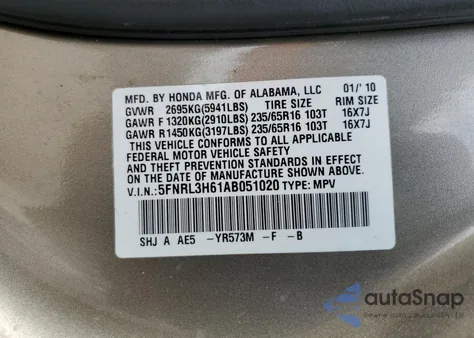 MFD. BY HONDA MFG. OF ALABAMA, LLC 01/'10
GVWR 2695KG(5941LBS) TIRE SIZE RIM SIZE
GAWR F 1320KG(2910LBS) 235/65R16 103T 16X7J
GAWR R1450KG(3197LBS) 235/65R16 103T 16X7J
THIS VEHICLE CONFORMS TO ALL APPLICABLE
FEDERAL MOTOR VEHICLE SAFETY, BUMPER,
AND THEFT PREVENTION STANDARDS IN EFFECT
ON THE DATE OF MANUFACTURE SHOWN ABOVE.
V.I.N: 5FNRL3H61AB051020 TYPE: MPV
SHJ A AE5 -YR573M -F -B
autoSnap